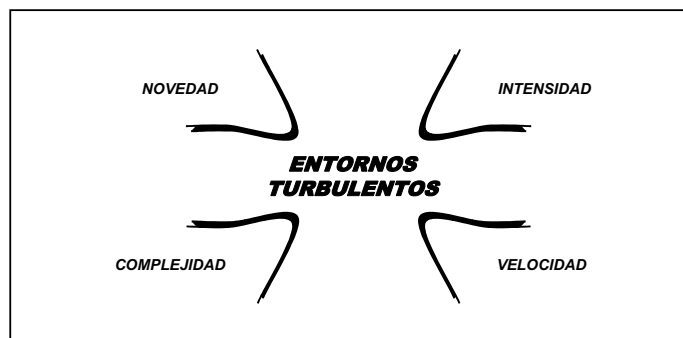 NOVEDAD
INTENSIDAD
ENTORNOS
TURBULENTOS
COMPLEJIDAD
VELOCIDAD